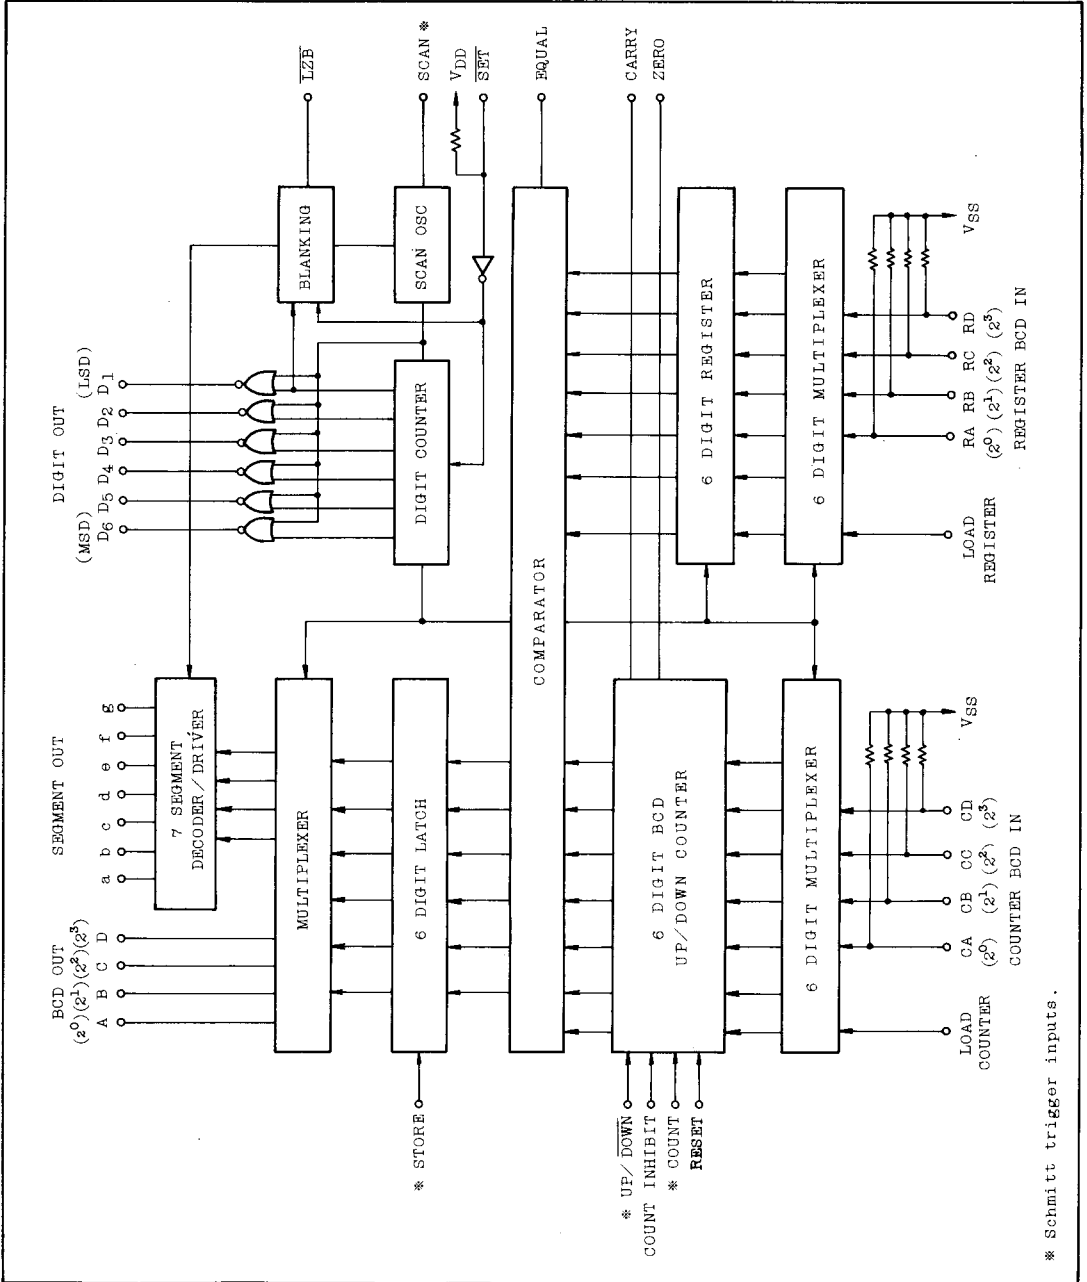 BCD OUT
(2⁰)(2¹)(2²)(2³)
A B C D
SEGMENT OUT
a b c d e f g
DIGIT OUT
(MSD) (LSD)
D6 D5 D4 D3 D2 D1
7 SEGMENT
DECODER/DRIVER
MULTIPLEXER
※ STORE
6 DIGIT LATCH
DIGIT COUNTER
BLANKING
L̅Z̅B̅
SCAN OSC
SCAN ※
VDD
S̅E̅T̅
COMPARATOR
EQUAL
※ UP/D̅O̅W̅N̅
COUNT INHIBIT
※ COUNT
RESET
6 DIGIT BCD
UP/DOWN COUNTER
CARRY
ZERO
6 DIGIT REGISTER
6 DIGIT MULTIPLEXER
6 DIGIT MULTIPLEXER
VSS
VSS
LOAD
COUNTER
CA CB CC CD
(2⁰) (2¹) (2²) (2³)
COUNTER BCD IN
LOAD
REGISTER
RA RB RC RD
(2⁰) (2¹) (2²) (2³)
REGISTER BCD IN
※ Schmitt trigger inputs.